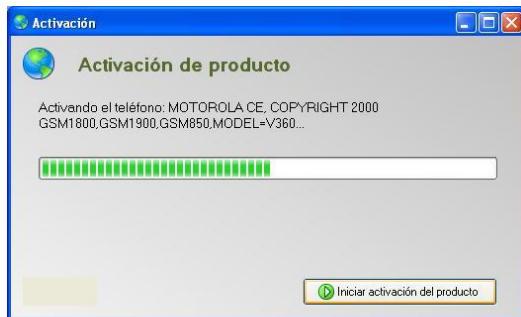 Activación
Activación de producto
Activando el teléfono: MOTOROLA CE, COPYRIGHT 2000
GSM1800,GSM1900,GSM850,MODEL=V360...
Iniciar activación del producto